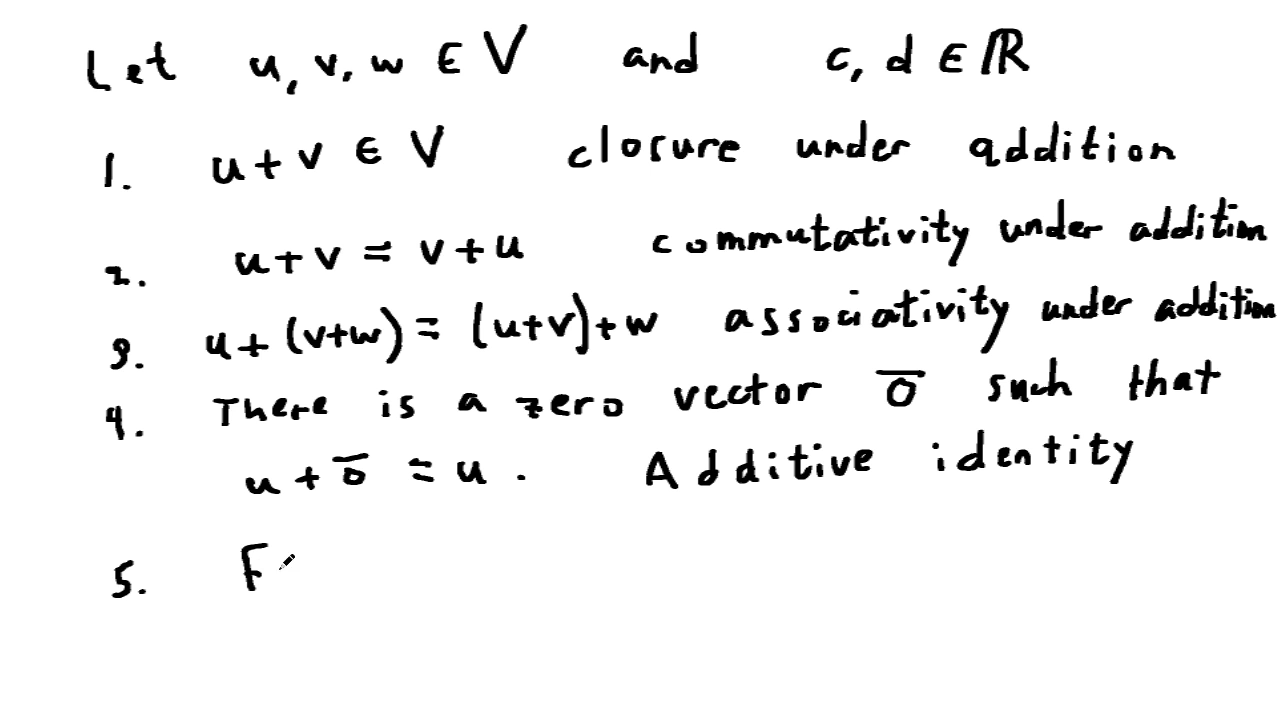 Let u, v, w ∈ V and c, d ∈ ℝ
1. u + v ∈ V closure under addition
2. u + v = v + u commutativity under addition
3. u + (v+w) = (u+v) + w associativity under addition
4. There is a zero vector 0̅ such that
u + 0̅ = u. Additive identity
5. F